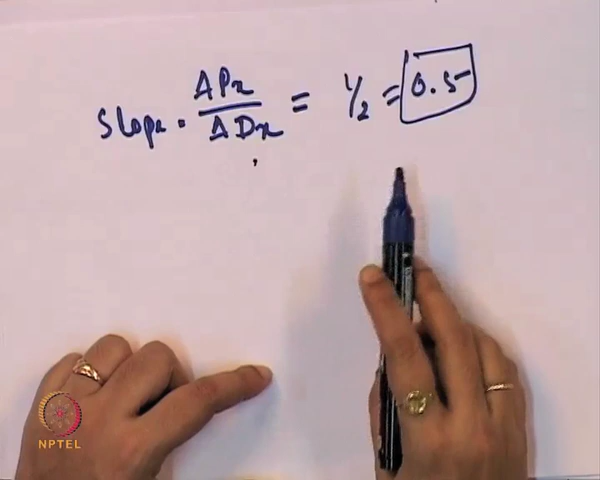 Slope = ΔPx / ΔDx = 1/2 = 0.5
NPTEL